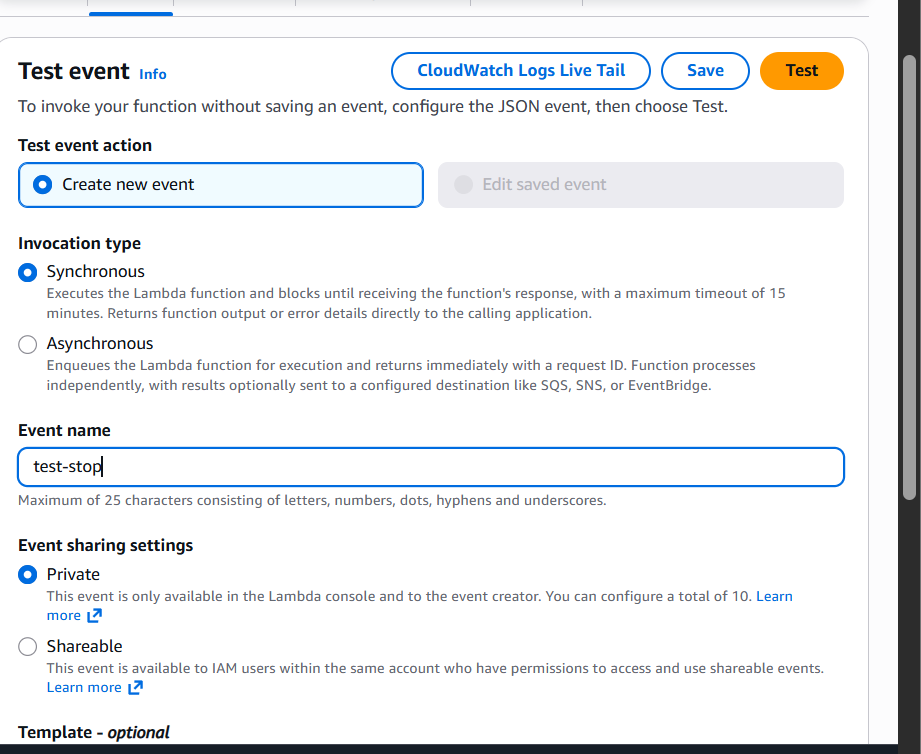 Test event Info
CloudWatch Logs Live Tail
Save
Test
To invoke your function without saving an event, configure the JSON event, then choose Test.
Test event action
Create new event
Edit saved event
Invocation type
Synchronous
Executes the Lambda function and blocks until receiving the function's response, with a maximum timeout of 15
minutes. Returns function output or error details directly to the calling application.
Asynchronous
Enqueues the Lambda function for execution and returns immediately with a request ID. Function processes
independently, with results optionally sent to a configured destination like SQS, SNS, or EventBridge.
Event name
test-stop
Maximum of 25 characters consisting of letters, numbers, dots, hyphens and underscores.
Event sharing settings
Private
This event is only available in the Lambda console and to the event creator. You can configure a total of 10. Learn
more
Shareable
This event is available to IAM users within the same account who have permissions to access and use shareable events.
Learn more
Template - optional